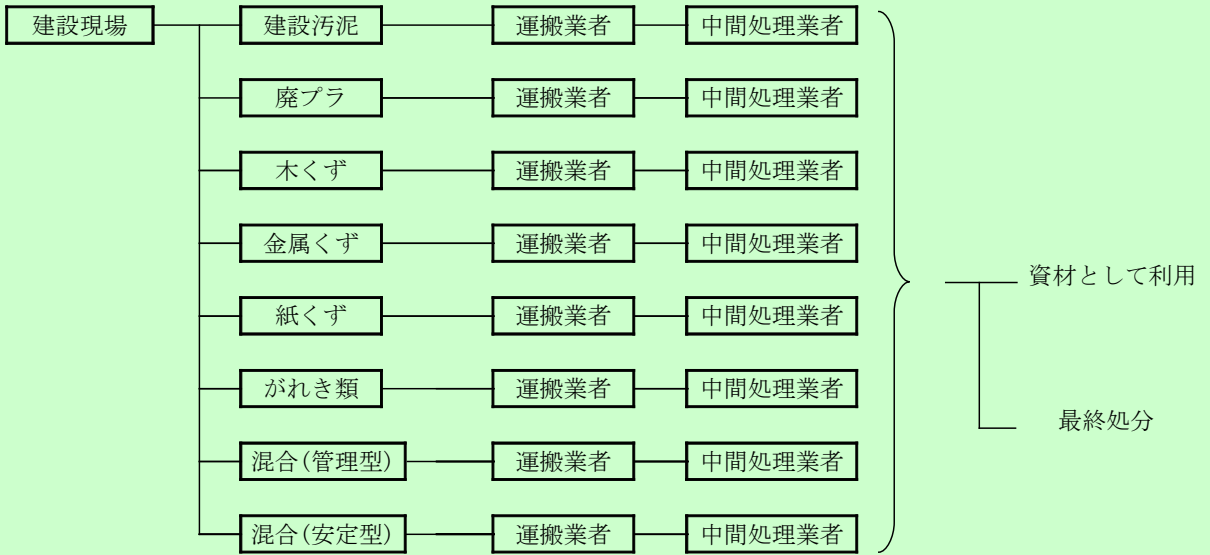 建設現場
建設汚泥 運搬業者 中間処理業者
廃プラ 運搬業者 中間処理業者
木くず 運搬業者 中間処理業者
金属くず 運搬業者 中間処理業者
資材として利用
紙くず 運搬業者 中間処理業者
がれき類 運搬業者 中間処理業者
最終処分
混合(管理型) 運搬業者 中間処理業者
混合(安定型) 運搬業者 中間処理業者